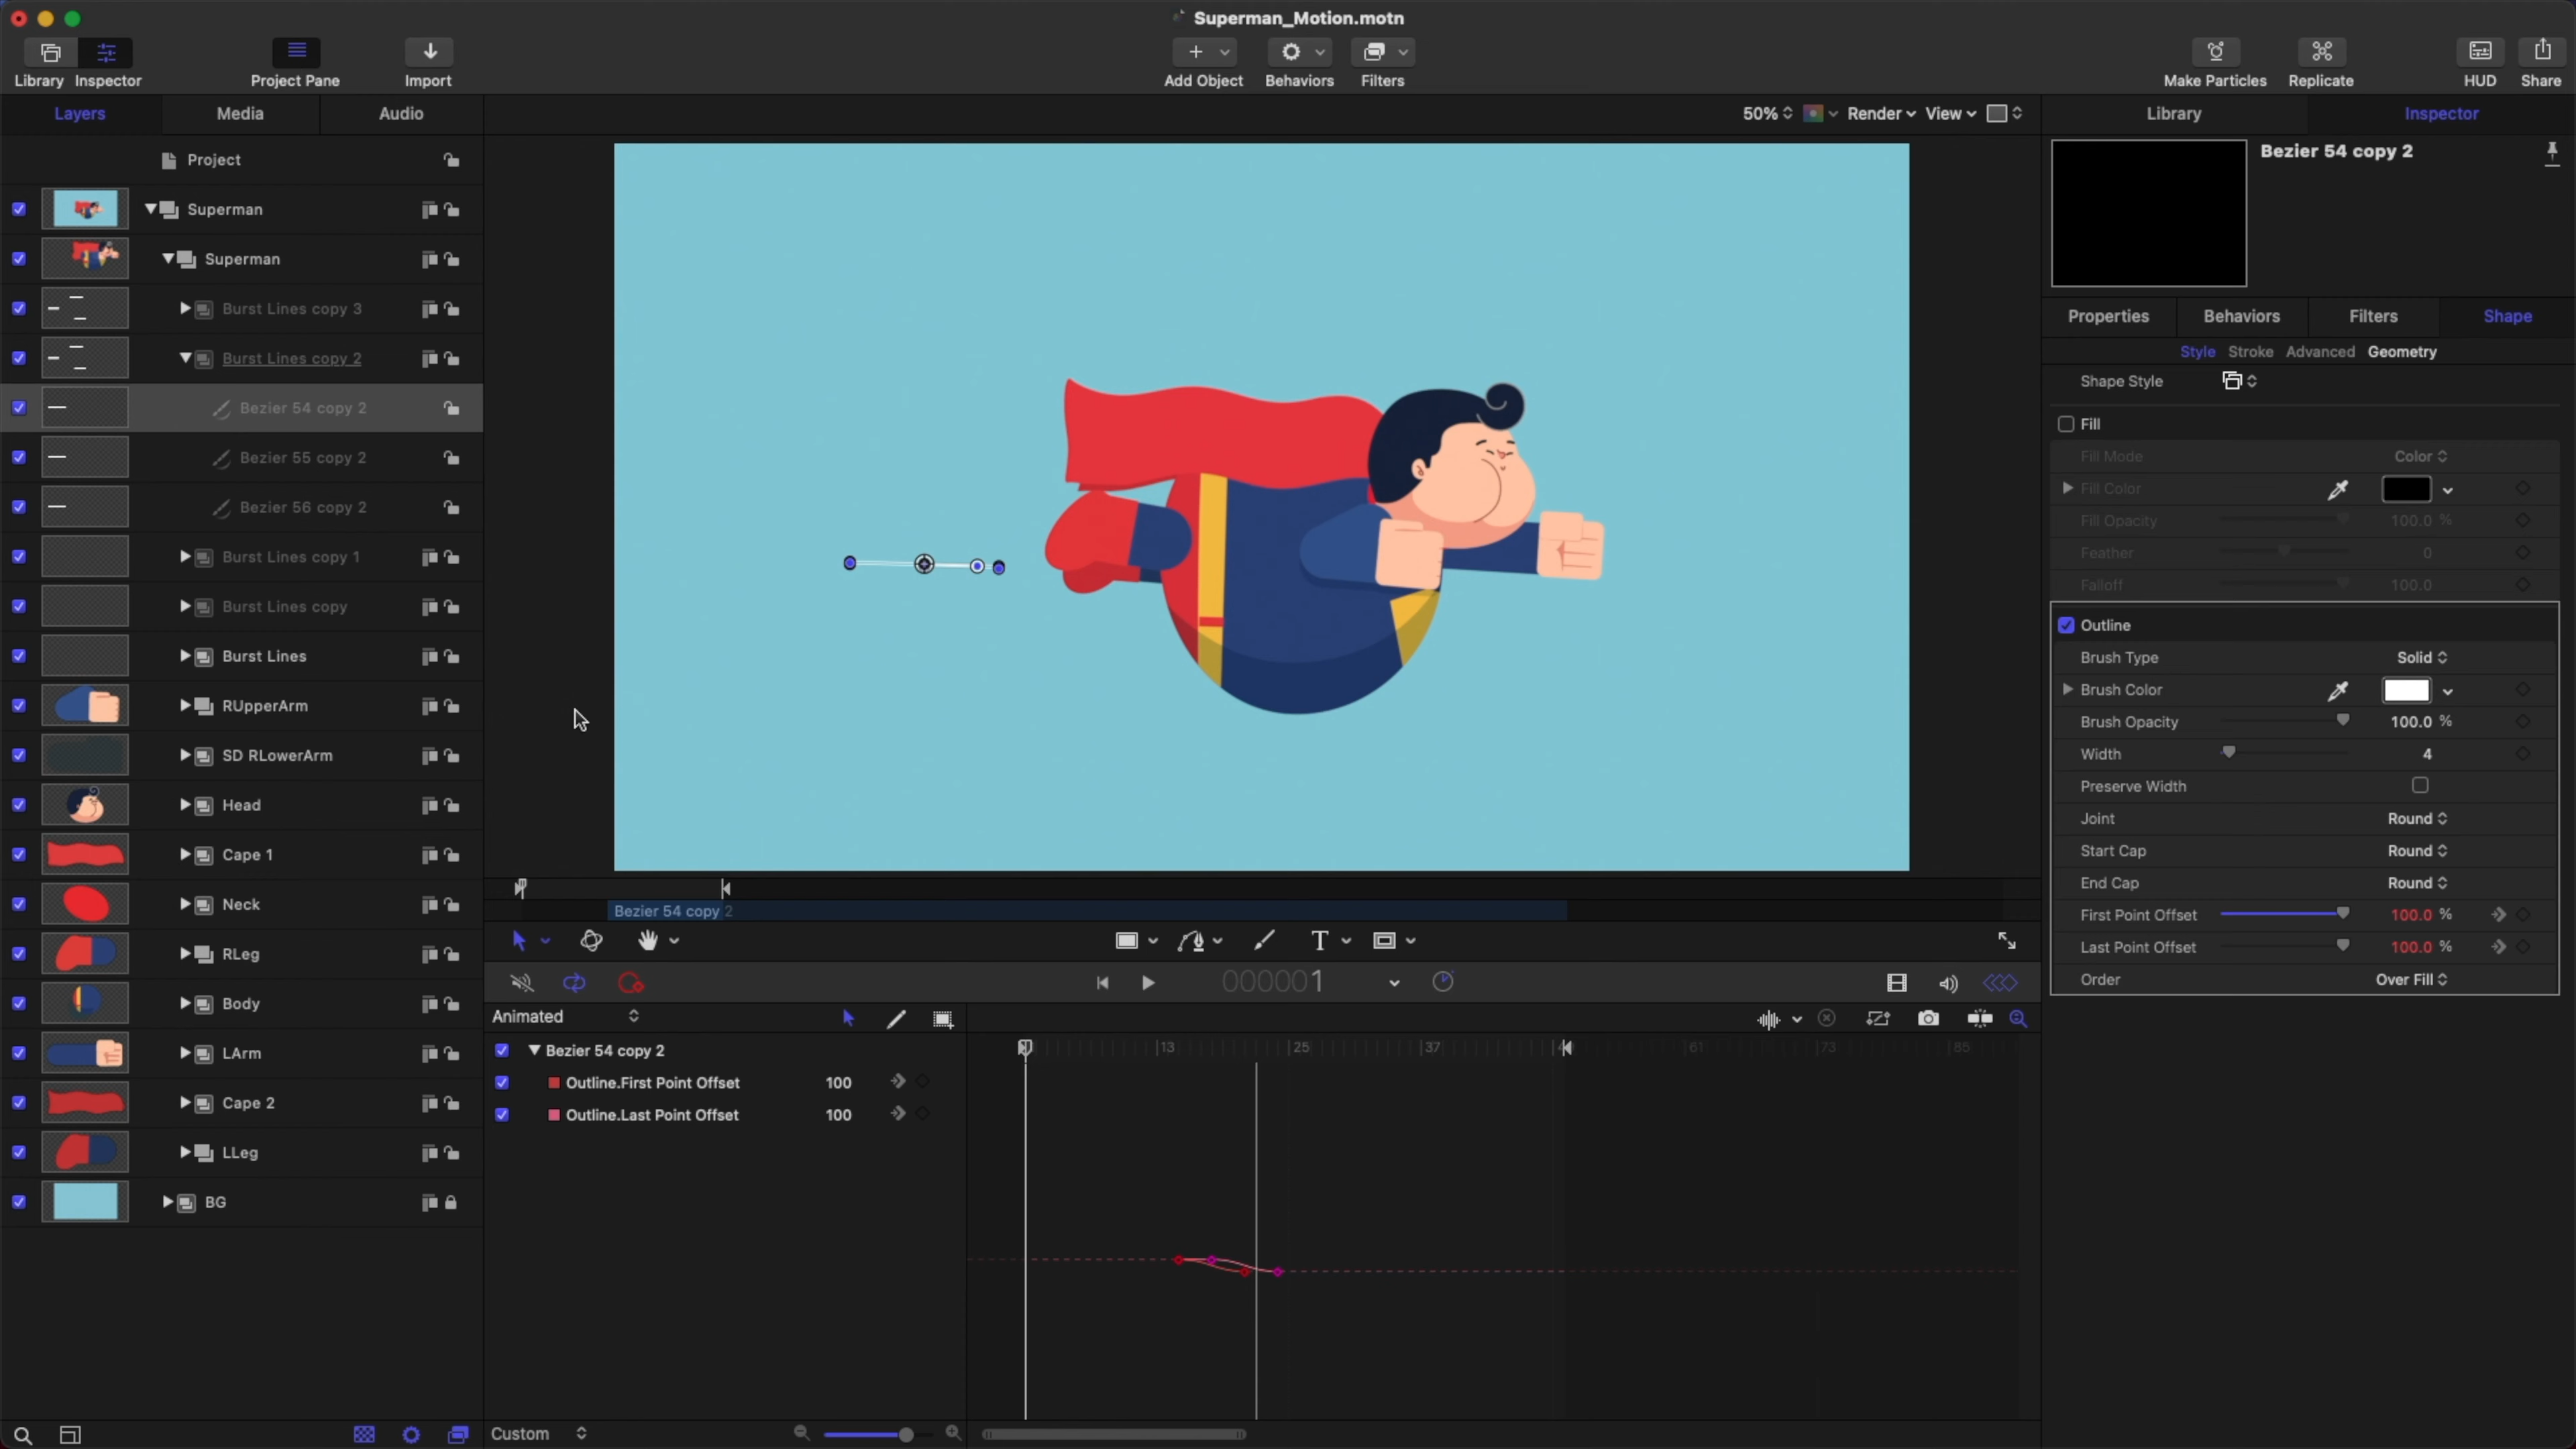 Superman_Motion.motn
Library
Inspector
Project Pane
Import
Add Object
Behaviors
Filters
Make Particles
Replicate
HUD
Share
Layers
Media
Audio
50%
Render
View
Library
Inspector
Project
Superman
Superman
Burst Lines copy 3
Burst Lines copy 2
Bezier 54 copy 2
Bezier 55 copy 2
Bezier 56 copy 2
Burst Lines copy 1
Burst Lines copy
Burst Lines
RUpperArm
SD RLowerArm
Head
Cape 1
Neck
RLeg
Body
LArm
Cape 2
LLeg
BG
Bezier 54 copy 2
T
000001
Animated
Bezier 54 copy 2
Outline.First Point Offset 100
Outline.Last Point Offset 100
13 25 37 61 73 85
Custom
Bezier 54 copy 2
Properties Behaviors Filters Shape
Style Stroke Advanced Geometry
Shape Style
Fill
Fill Mode Color
Fill Color
Fill Opacity 100.0 %
Feather 0
Falloff 100.0
Outline
Brush Type Solid
Brush Color
Brush Opacity 100.0 %
Width 4
Preserve Width
Joint Round
Start Cap Round
End Cap Round
First Point Offset 100.0 %
Last Point Offset 100.0 %
Order Over Fill